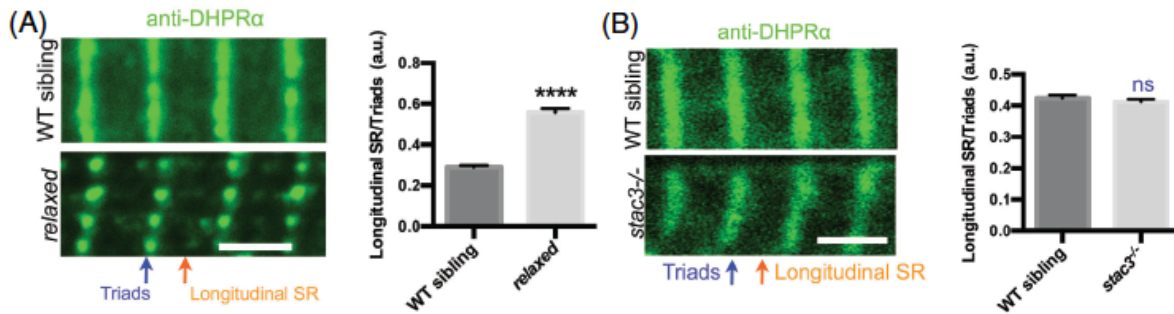 (A)
anti-DHPRα
WT sibling
relaxed
Triads
Longitudinal SR
Longitudinal SR/Triads (a.u.)
0.8
0.6
0.4
0.2
0.0
****
WT sibling
relaxed
(B)
anti-DHPRα
WT sibling
stac3-/-
Triads
Longitudinal SR
Longitudinal SR/Triads (a.u.)
0.5
0.4
0.3
0.2
0.1
0.0
ns
WT sibling
stac3-/-